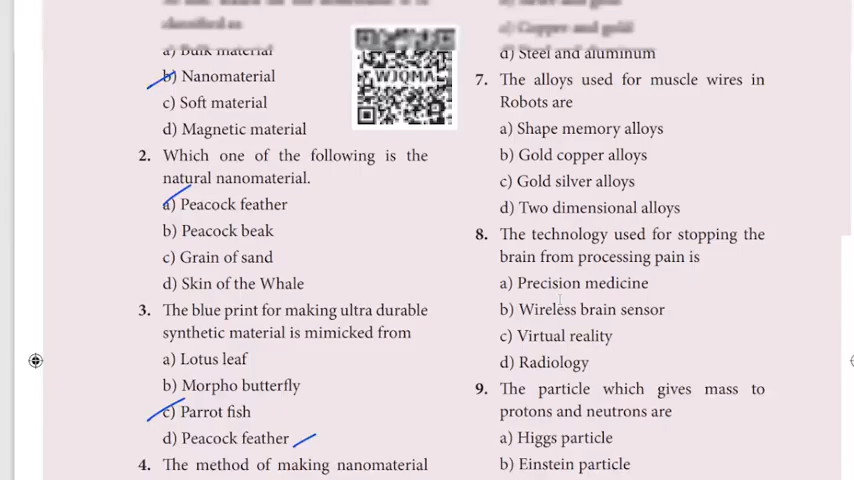 classified as
a) Bulk material
b) Nanomaterial
c) Soft material
d) Magnetic material
WJQMA
2. Which one of the following is the
natural nanomaterial.
a) Peacock feather
b) Peacock beak
c) Grain of sand
d) Skin of the Whale
3. The blue print for making ultra durable
synthetic material is mimicked from
a) Lotus leaf
b) Morpho butterfly
c) Parrot fish
d) Peacock feather
4. The method of making nanomaterial
c) Copper and gold
d) Steel and aluminum
7. The alloys used for muscle wires in
Robots are
a) Shape memory alloys
b) Gold copper alloys
c) Gold silver alloys
d) Two dimensional alloys
8. The technology used for stopping the
brain from processing pain is
a) Precision medicine
b) Wireless brain sensor
c) Virtual reality
d) Radiology
9. The particle which gives mass to
protons and neutrons are
a) Higgs particle
b) Einstein particle